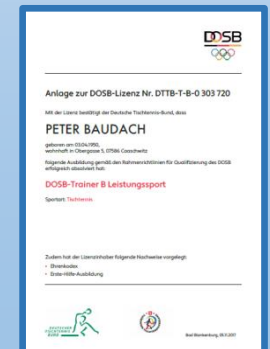 DOSB
Anlage zur DOSB-Lizenz Nr. DTTB-T-B-0 303 720
Mit der Lizenz bestätigt der Deutsche Tischtennis-Bund, dass
PETER BAUDACH
geboren am 03.04.1990,
wohnhaft in Obergasse 5, 07586 Caaschwitz
folgende Ausbildung gemäß den Rahmenrichtlinien für Qualifizierung des DOSB
erfolgreich absolviert hat:
DOSB-Trainer B Leistungssport
Sportart: Tischtennis
Zudem hat der Lizenzinhaber folgende Nachweise vorgelegt:
- Ehrenkodex
- Erste-Hilfe-Ausbildung
DEUTSCHER
TISCHTENNIS
BUND
Bad Blankenburg,